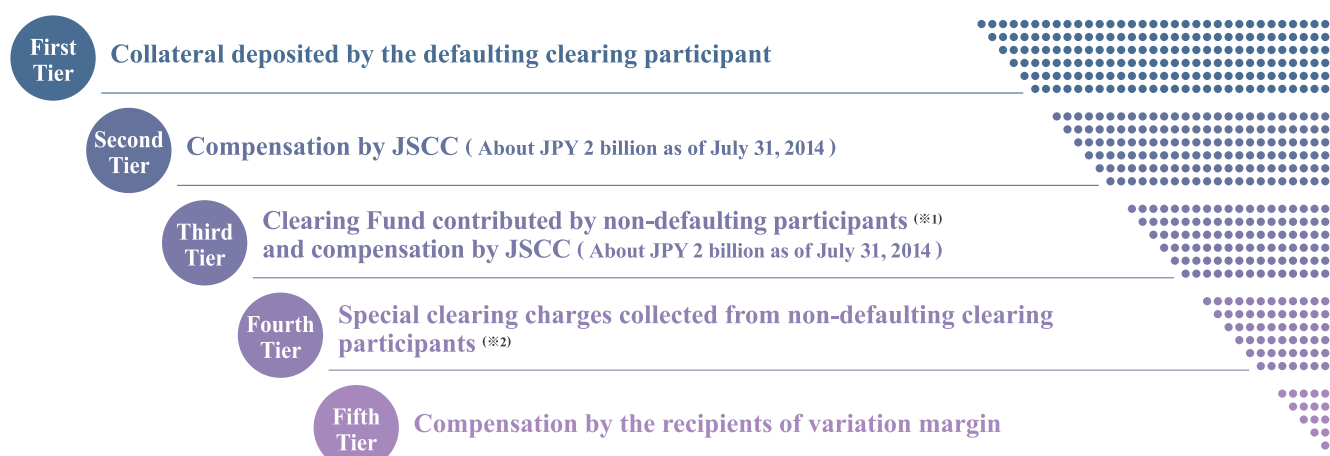 First
Tier
Collateral deposited by the defaulting clearing participant
Second
Tier
Compensation by JSCC ( About JPY 2 billion as of July 31, 2014 )
Third
Tier
Clearing Fund contributed by non-defaulting participants (※1)
and compensation by JSCC ( About JPY 2 billion as of July 31, 2014 )
Fourth
Tier
Special clearing charges collected from non-defaulting clearing
participants (※2)
Fifth
Tier
Compensation by the recipients of variation margin